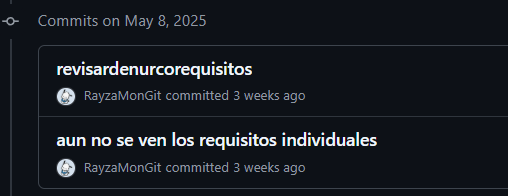 Commits on May 8, 2025
revisardenurcorequisitos
RayzaMonGit committed 3 weeks ago
aun no se ven los requisitos individuales
RayzaMonGit committed 3 weeks ago